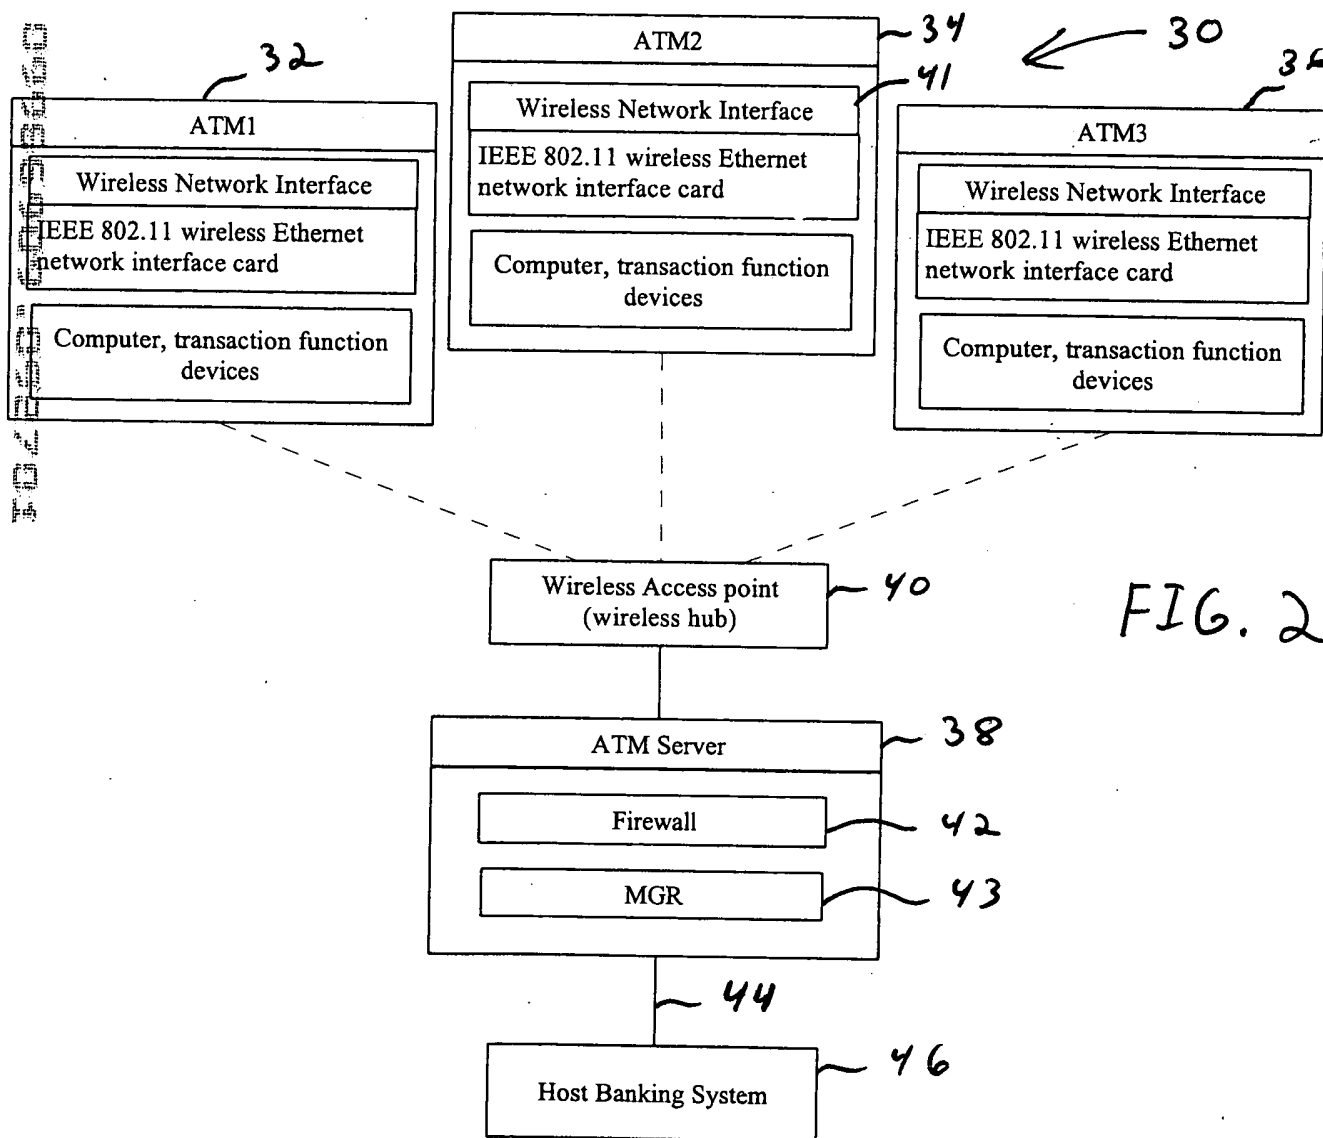 ATM2
34
30
32
41
ATM1
ATM3
Wireless Network Interface
IEEE 802.11 wireless Ethernet
network interface card
Computer, transaction function
devices
Wireless Network Interface
IEEE 802.11 wireless Ethernet
network interface card
Computer, transaction function
devices
Wireless Network Interface
IEEE 802.11 wireless Ethernet
network interface card
Computer, transaction function
devices
Wireless Access point
(wireless hub)
40
FIG. 2
ATM Server
38
Firewall
42
MGR
43
44
Host Banking System
46